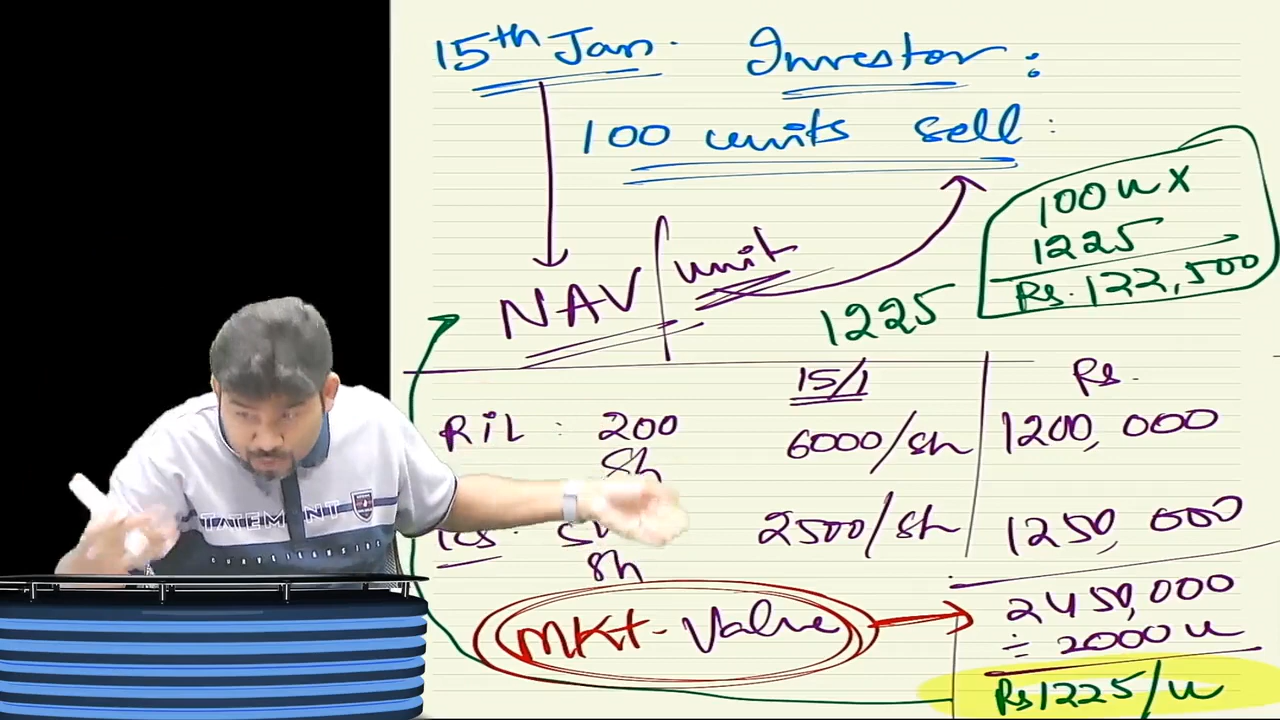 15th Jan. Investor :
100 units sell :
100 u x
1225
Rs. 122,500
NAV / unit
1225
15/1 Rs.
RIL : 200 6000/sh 1200,000
sh
2500/sh 1250,000
sh
MKt- Value 2450,000
÷ 2000 u
Rs 1225/u
TATEMENT